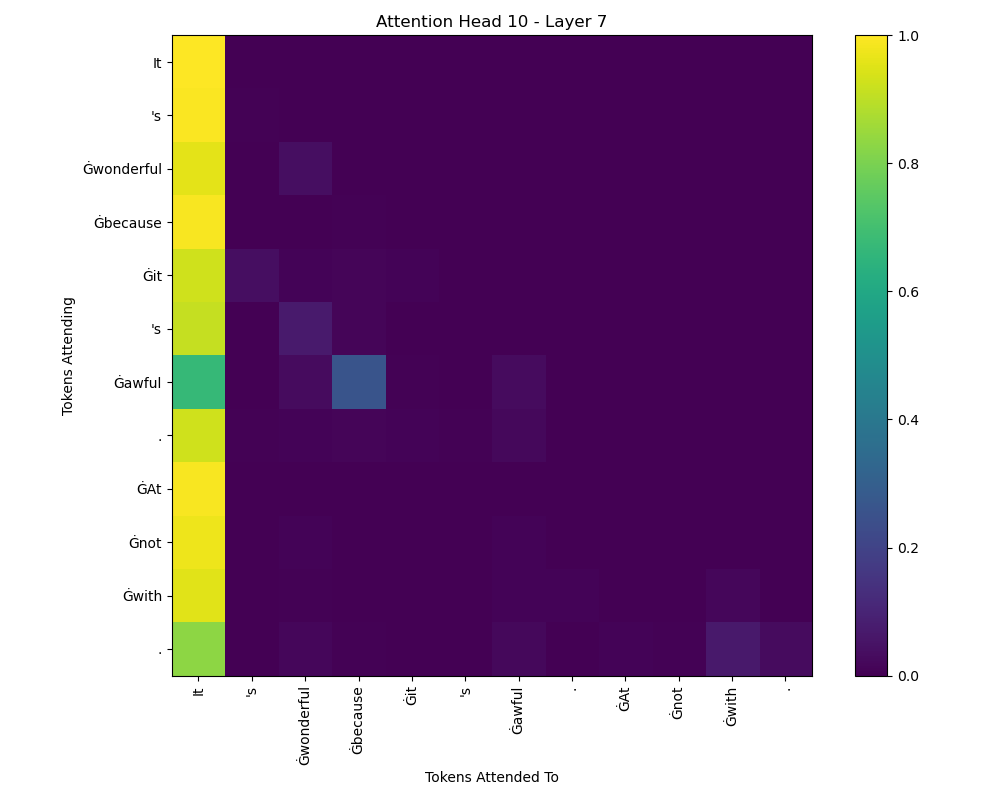 Attention Head 10 - Layer 7
It
's
Ġwonderful
Ġbecause
Ġit
's
Ġawful
.
ĠAt
Ġnot
Ġwith
.
Tokens Attending
It
's
Ġwonderful
Ġbecause
Ġit
's
Ġawful
.
ĠAt
Ġnot
Ġwith
.
Tokens Attended To
1.0
0.8
0.6
0.4
0.2
0.0